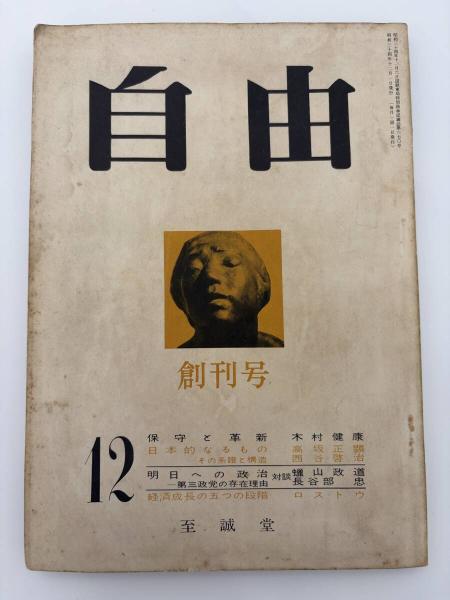 自由
創刊号
12
保守と革新 木村健康
日本的なるもの 高坂正顕
その系譜と構造 西谷啓治
明日への政治 対談 蠟山政道
―第三政党の存在理由 長谷部忠
経済成長の五つの段階 ロストウ
至誠堂